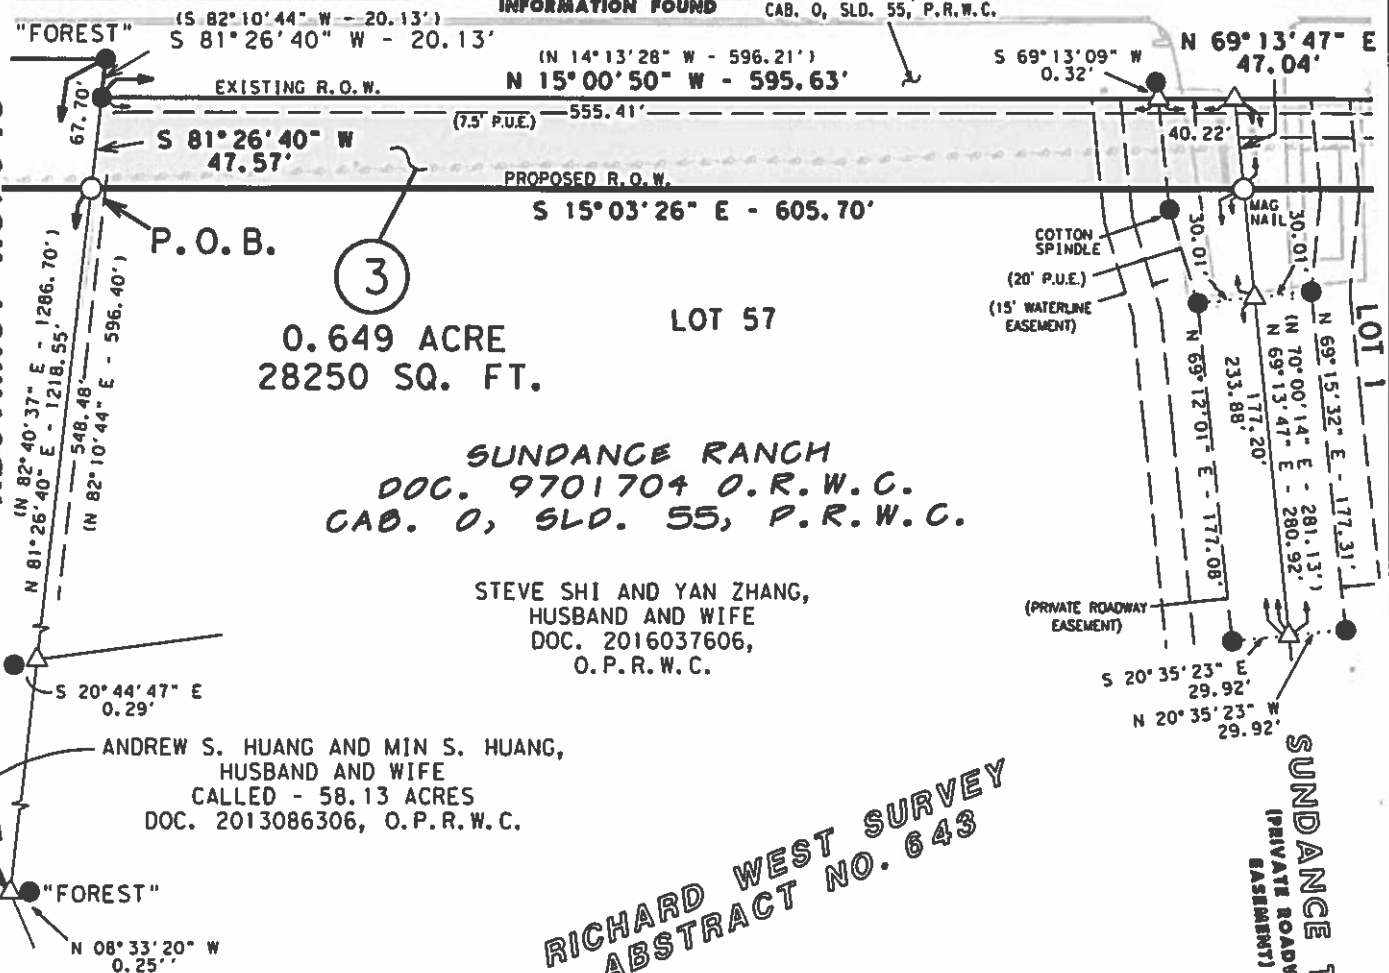 INFORMATION FOUND
CAB. O, SLD. 55, P.R.W.C.
"FOREST"
(S 82°10'44" W - 20.13')
S 81°26'40" W - 20.13'
(N 14°13'28" W - 596.21')
N 15°00'50" W - 595.63'
S 69°13'09" W
0.32'
N 69°13'47" E
47.04'
EXISTING R.O.W.
(7.5' P.U.E.)
555.41'
40.22'
67.70'
S 81°26'40" W
47.57'
PROPOSED R.O.W.
S 15°03'26" E - 605.70'
P.O.B.
3
0.649 ACRE
28250 SQ. FT.
LOT 57
COTTON
SPINDLE
(20' P.U.E.)
(15' WATERLINE
EASEMENT)
MAG
NAIL
30.01'
30.01'
LOT 1
(N 82°40'37" E - 1286.70')
N 81°26'40" E - 1218.55'
548.48'
(N 82°10'44" E - 596.40')
N 69°12'01" E - 177.08'
233.88'
177.20'
N 69°13'47" E - 280.92'
(N 70°00'14" E - 281.13')
N 69°15'32" E - 177.31'
SUNDANCE RANCH
DOC. 9701704 O.R.W.C.
CAB. O, SLD. 55, P.R.W.C.
STEVE SHI AND YAN ZHANG,
HUSBAND AND WIFE
DOC. 2016037606,
O.P.R.W.C.
(PRIVATE ROADWAY
EASEMENT)
S 20°35'23" E
29.92'
N 20°35'23" W
29.92'
S 20°44'47" E
0.29'
ANDREW S. HUANG AND MIN S. HUANG,
HUSBAND AND WIFE
CALLED - 58.13 ACRES
DOC. 2013086306, O.P.R.W.C.
"FOREST"
N 08°33'20" W
0.25''
RICHARD WEST SURVEY
ABSTRACT NO. 643
SUNDANCE
(PRIVATE ROADW
EASEMENT)